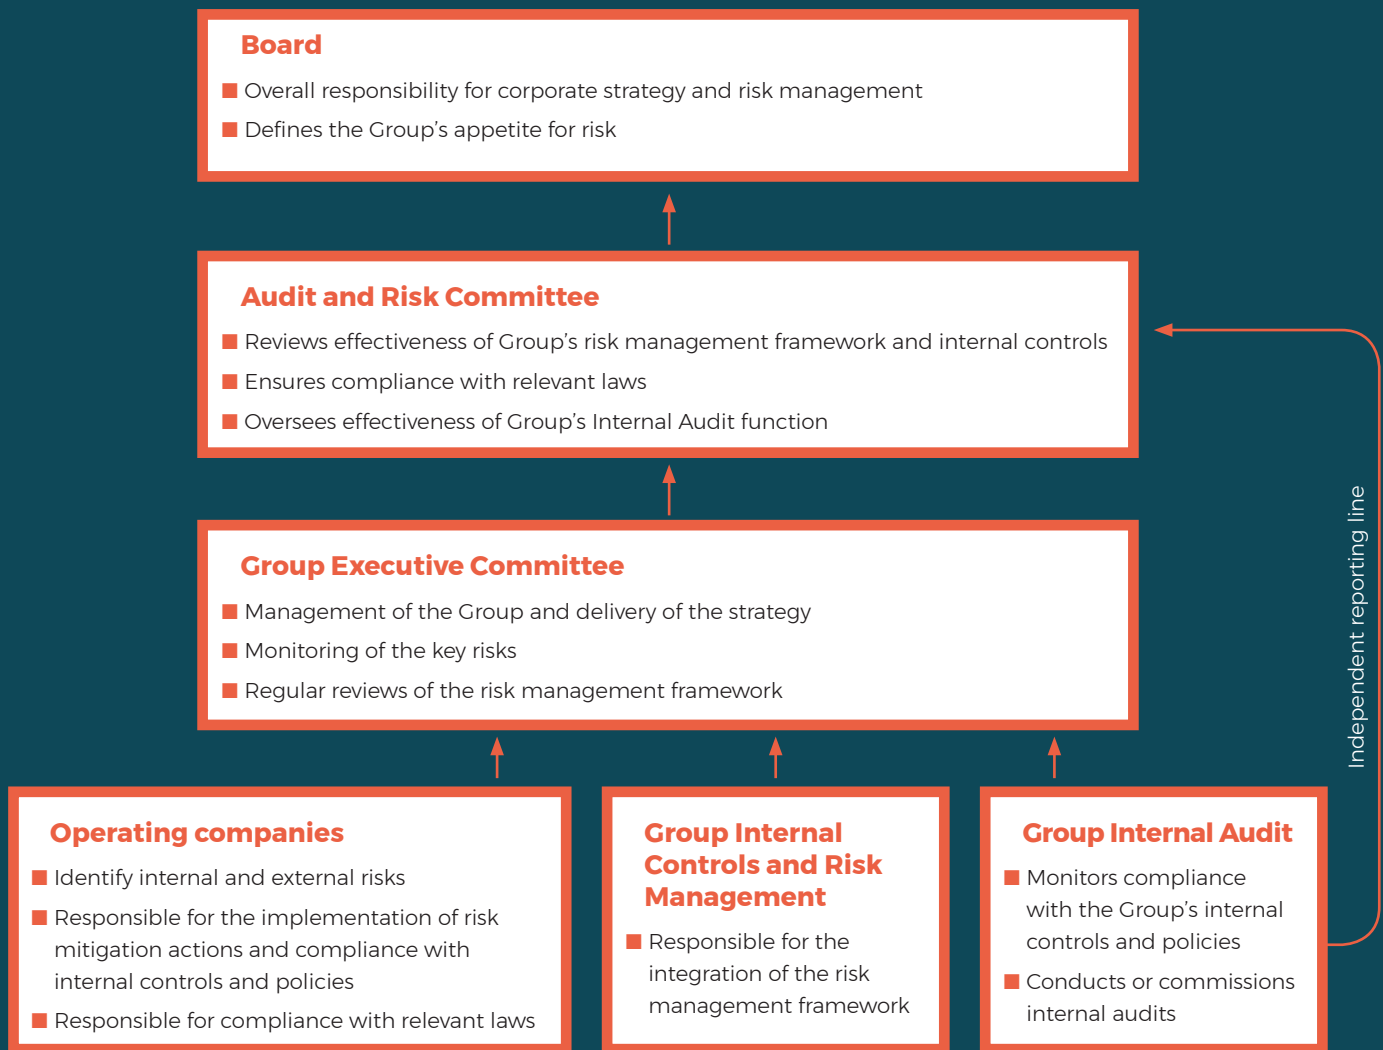 Board
■ Overall responsibility for corporate strategy and risk management
■ Defines the Group’s appetite for risk
Audit and Risk Committee
■ Reviews effectiveness of Group’s risk management framework and internal controls
■ Ensures compliance with relevant laws
■ Oversees effectiveness of Group’s Internal Audit function
Group Executive Committee
■ Management of the Group and delivery of the strategy
■ Monitoring of the key risks
■ Regular reviews of the risk management framework
Independent reporting line
Operating companies
■ Identify internal and external risks
■ Responsible for the implementation of risk
mitigation actions and compliance with
internal controls and policies
■ Responsible for compliance with relevant laws
Group Internal
Controls and Risk
Management
■ Responsible for the
integration of the risk
management framework
Group Internal Audit
■ Monitors compliance
with the Group’s internal
controls and policies
■ Conducts or commissions
internal audits